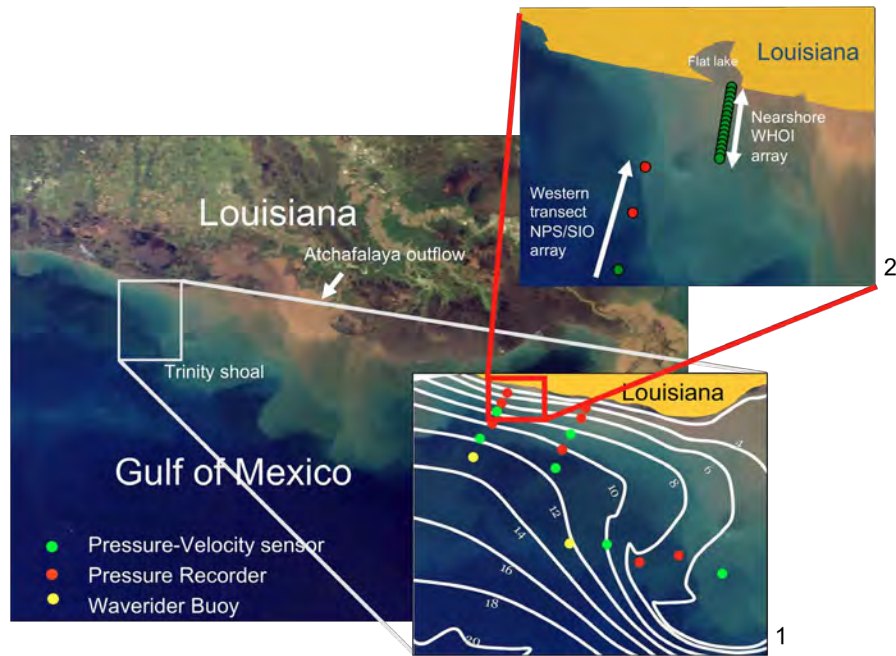 Louisiana
Flat lake
Nearshore
WHOI
array
Western
transect
NPS/SIO
array
2
Louisiana
Atchafalaya outflow
Trinity shoal
Gulf of Mexico
Pressure-Velocity sensor
Pressure Recorder
Waverider Buoy
Louisiana
4
6
8
10
12
14
16
18
20
1